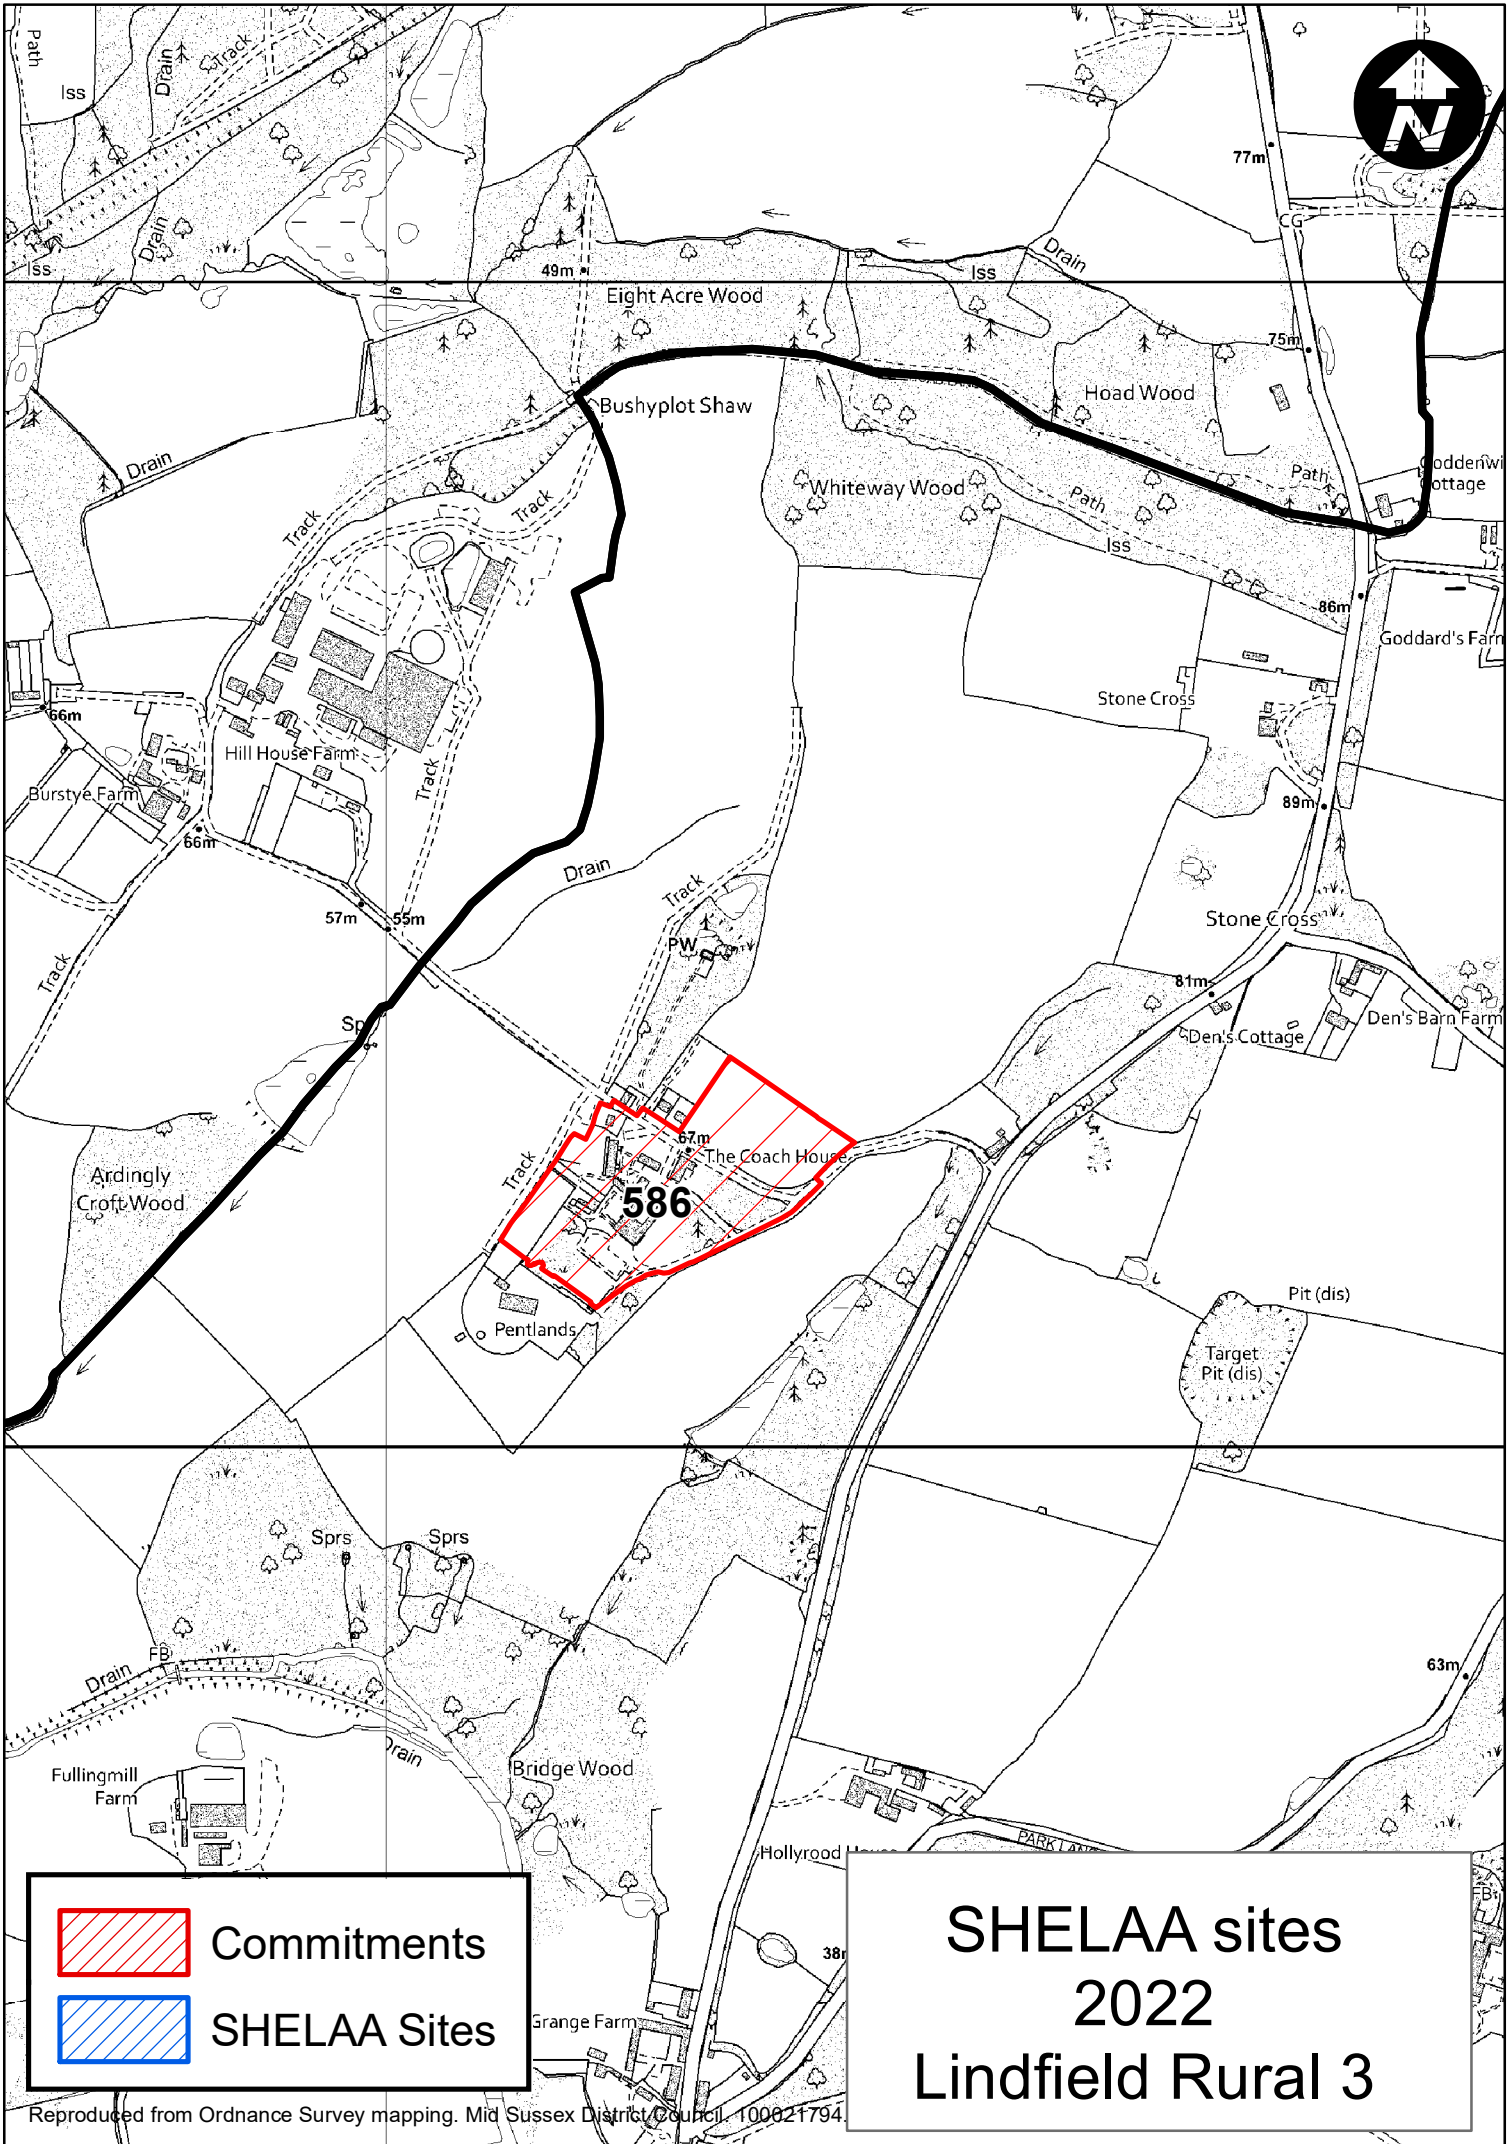 Path
Iss
Drain
Track
Drain
Iss
49m
Eight Acre Wood
Iss
Drain
77m
CG
N
75m
Hoad Wood
Bushyplot Shaw
Drain
Track
Track
Whiteway Wood
Path
Path
Iss
86m
Goddard's Farm
Stone Cross
66m
Hill House Farm
Burstye Farm
66m
Track
89m
Drain
Track
57m
55m
Track
PW
Stone Cross
81m
Den's Cottage
Den's Barn Farm
67m
The Coach House
586
Track
Ardingly
Croft Wood
Pentlands
Pit (dis)
Target
Pit (dis)
Sprs
Sprs
FB
Drain
63m
Fullingmill
Farm
Bridge Wood
Hollyrood
FB
Grange Farm
Commitments
SHELAA Sites
SHELAA sites
2022
Lindfield Rural 3
Reproduced from Ordnance Survey mapping. Mid Sussex District Council. 100021794.